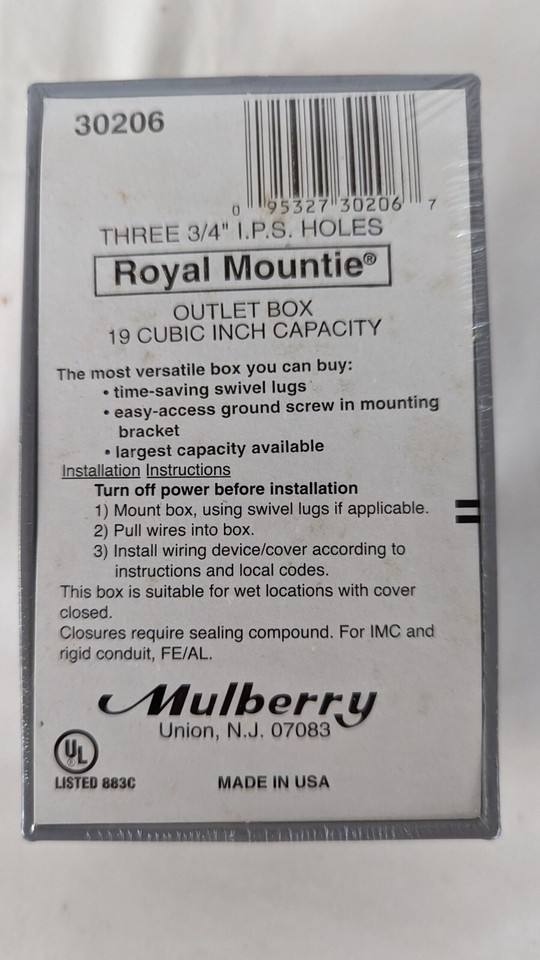 30206
0 95327 30206 7
THREE 3/4" I.P.S. HOLES
Royal Mountie®
OUTLET BOX
19 CUBIC INCH CAPACITY
The most versatile box you can buy:
• time-saving swivel lugs
• easy-access ground screw in mounting
bracket
• largest capacity available
Installation Instructions
Turn off power before installation
1) Mount box, using swivel lugs if applicable.
2) Pull wires into box.
3) Install wiring device/cover according to
instructions and local codes.
This box is suitable for wet locations with cover
closed.
Closures require sealing compound. For IMC and
rigid conduit, FE/AL.
Mulberry
Union, N.J. 07083
UL®
LISTED 883C
MADE IN USA